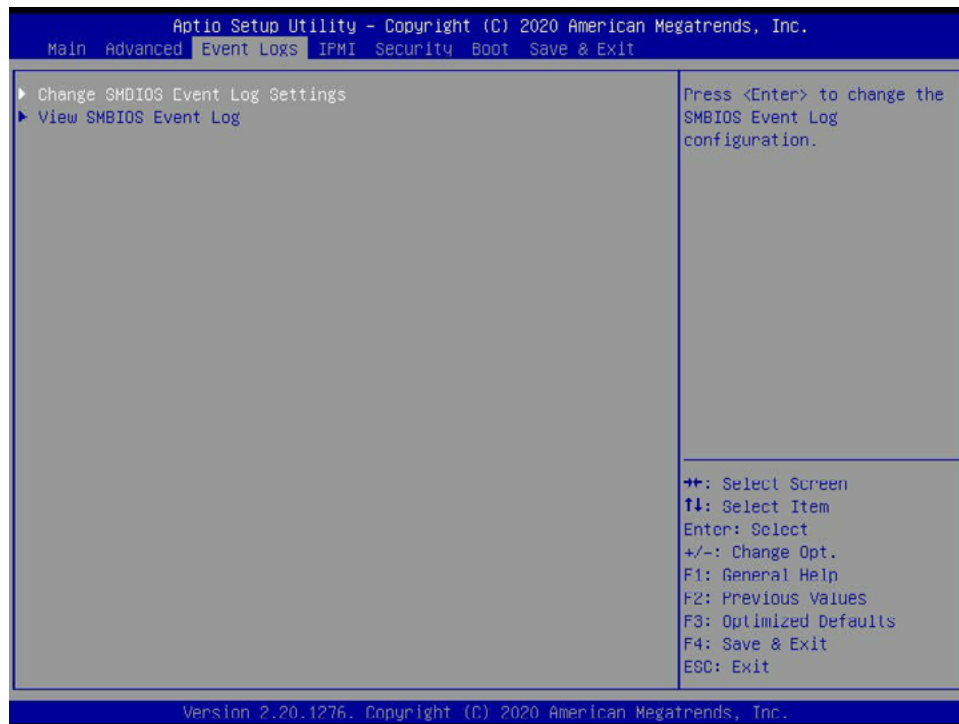 Aptio Setup Utility – Copyright (C) 2020 American Megatrends, Inc.
Main Advanced Event Logs IPMI Security Boot Save & Exit
▶ Change SMBIOS Event Log Settings
▶ View SMBIOS Event Log
Press <Enter> to change the
SMBIOS Event Log
configuration.
→←: Select Screen
↑↓: Select Item
Enter: Select
+/-: Change Opt.
F1: General Help
F2: Previous Values
F3: Optimized Defaults
F4: Save & Exit
ESC: Exit
Version 2.20.1276. Copyright (C) 2020 American Megatrends, Inc.